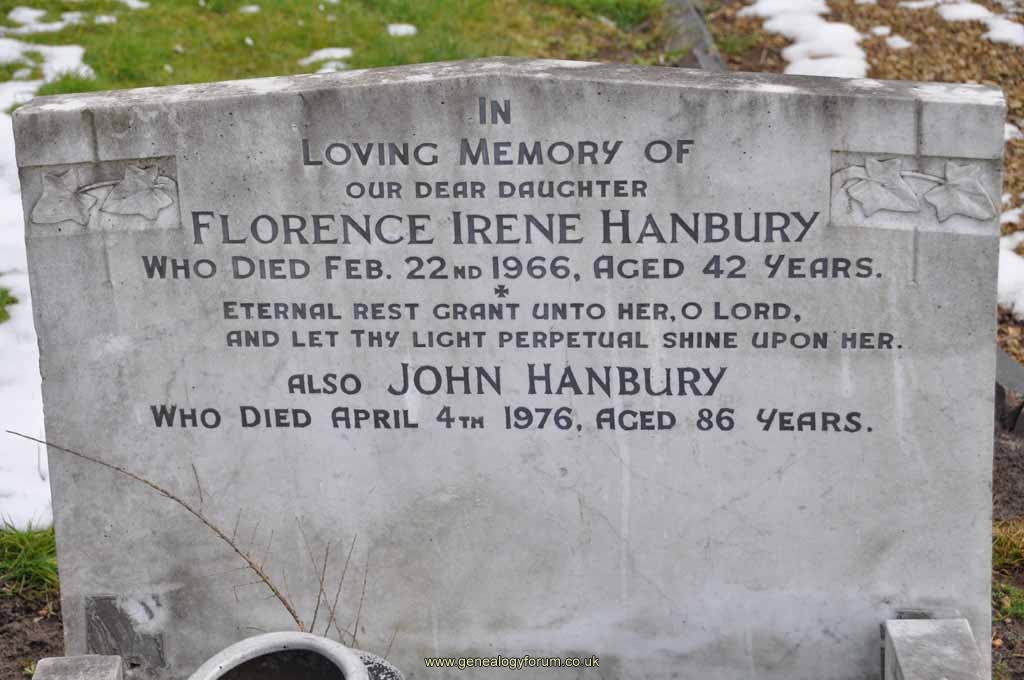 IN
LOVING MEMORY OF
OUR DEAR DAUGHTER
FLORENCE IRENE HANBURY
WHO DIED FEB. 22ND 1966, AGED 42 YEARS.
ETERNAL REST GRANT UNTO HER, O LORD,
AND LET THY LIGHT PERPETUAL SHINE UPON HER.
ALSO JOHN HANBURY
WHO DIED APRIL 4TH 1976, AGED 86 YEARS.
www.genealogyforum.co.uk